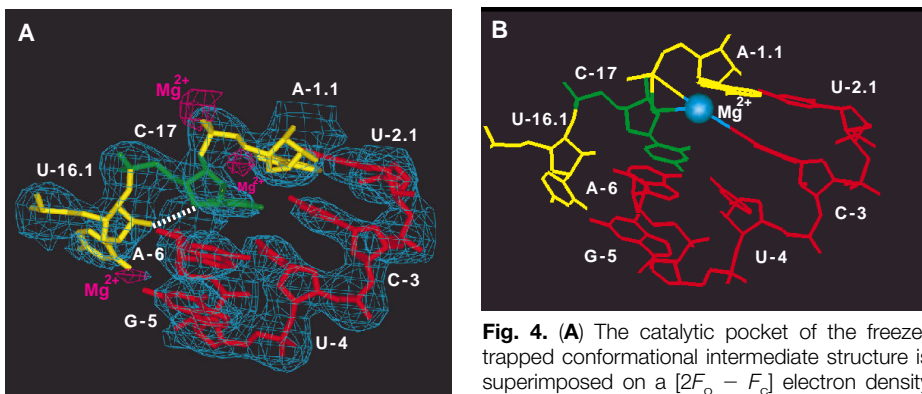 A
Mg2+
A-1.1
C-17
U-2.1
U-16.1
Mg2+
A-6
Mg2+
C-3
G-5
U-4
B
A-1.1
C-17
U-2.1
Mg2+
U-16.1
A-6
C-3
G-5
U-4
Fig. 4. (A) The catalytic pocket of the freeze-
trapped conformational intermediate structure is
superimposed on a [2Fo − Fc] electron density